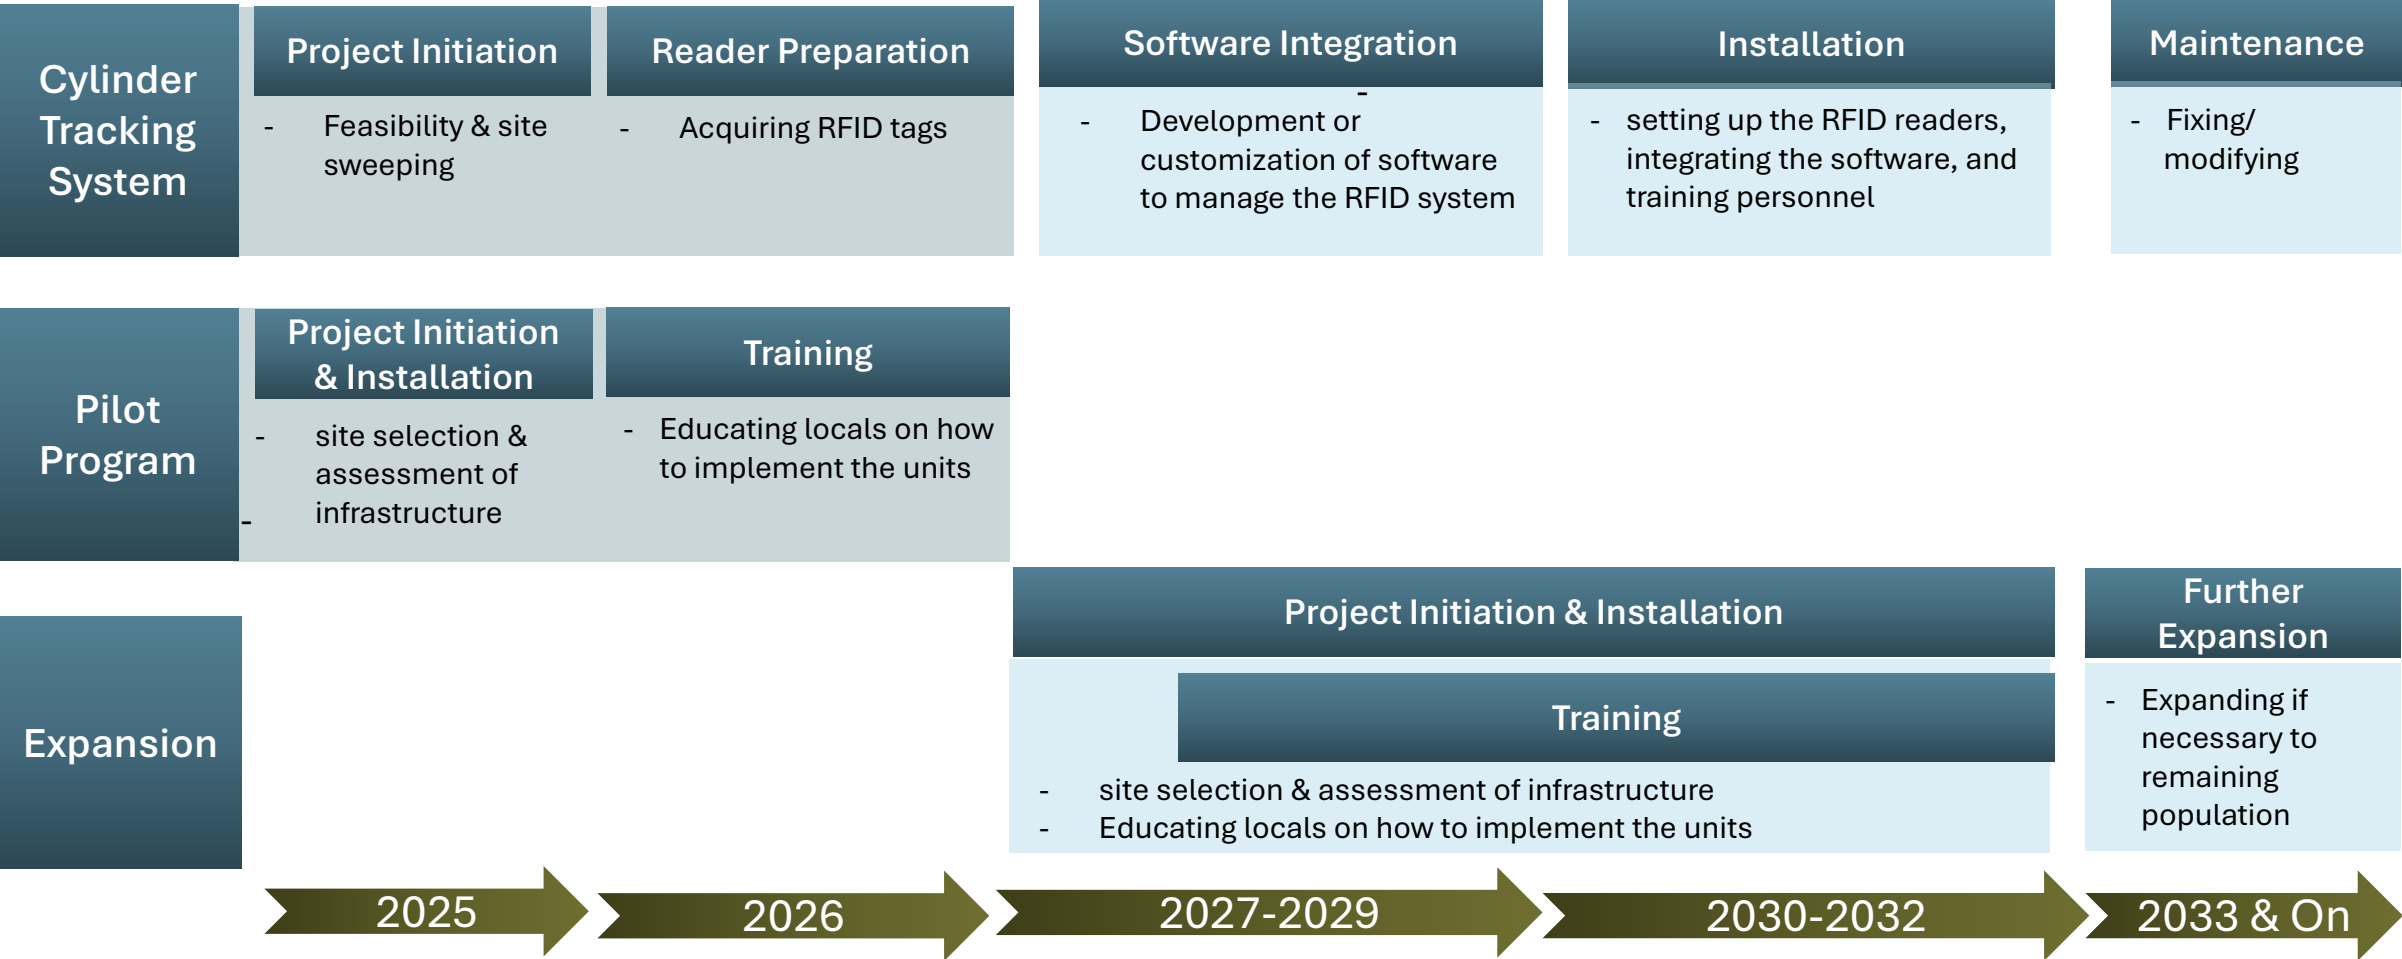 Cylinder
Tracking
System
Project Initiation
- Feasibility & site
sweeping
Reader Preparation
- Acquiring RFID tags
Software Integration
-
- Development or
customization of software
to manage the RFID system
Installation
- setting up the RFID readers,
integrating the software, and
training personnel
Maintenance
- Fixing/
modifying
Pilot
Program
Project Initiation
& Installation
- site selection &
assessment of
infrastructure
-
Training
- Educating locals on how
to implement the units
Expansion
Project Initiation & Installation
Training
- site selection & assessment of infrastructure
- Educating locals on how to implement the units
Further
Expansion
- Expanding if
necessary to
remaining
population
2025
2026
2027-2029
2030-2032
2033 & On